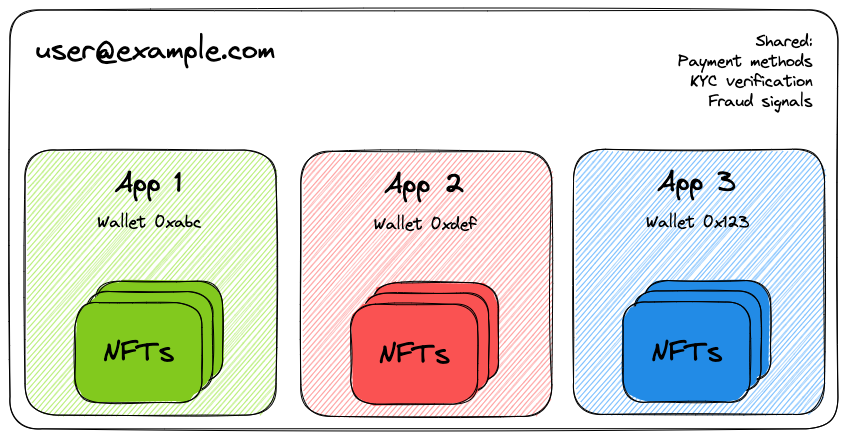 user@example.com
Shared:
Payment methods
KYC verification
Fraud signals
App 1
Wallet 0xabc
NFTs
App 2
Wallet 0xdef
NFTs
App 3
Wallet 0x123
NFTs